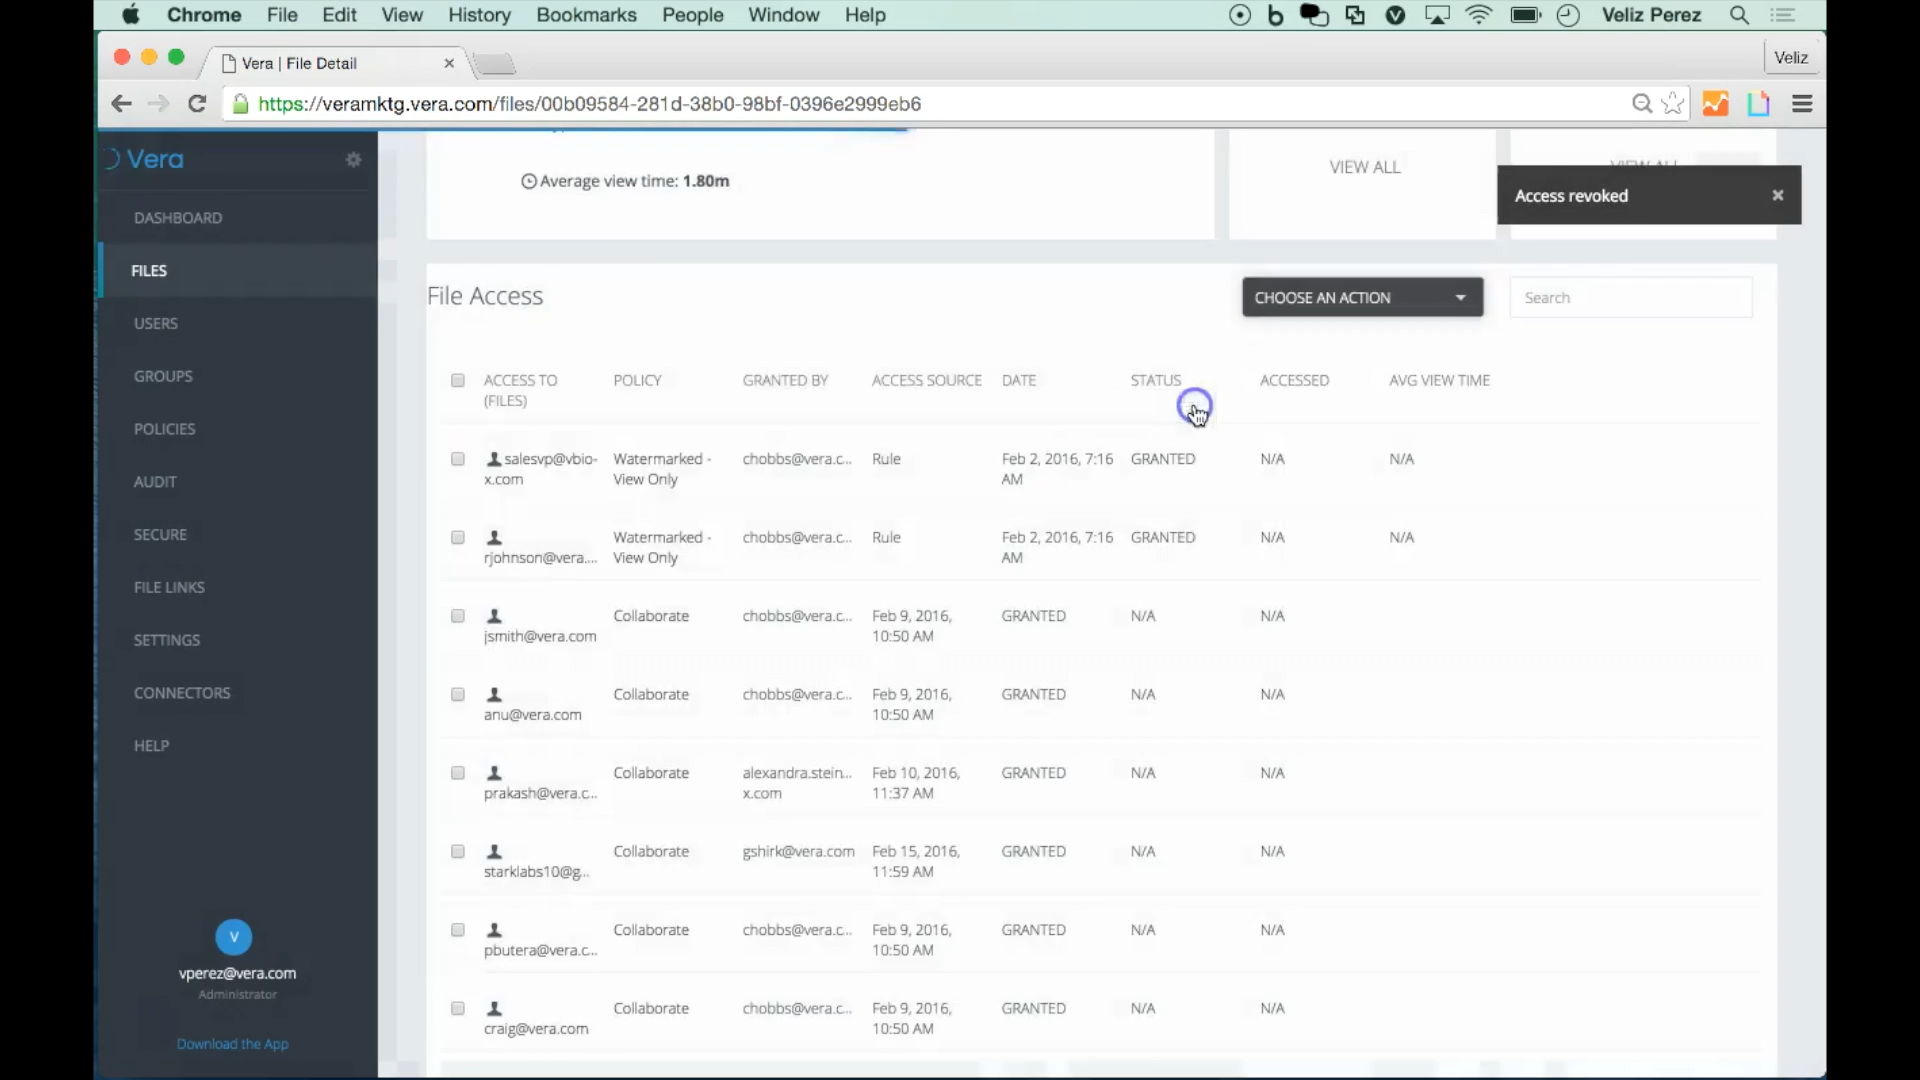 Chrome File Edit View History Bookmarks People Window Help Veliz Perez
Vera | File Detail
Veliz
https://veramktg.vera.com/files/00b09584-281d-38b0-98bf-0396e2999eb6
Vera
DASHBOARD
FILES
USERS
GROUPS
POLICIES
AUDIT
SECURE
FILE LINKS
SETTINGS
CONNECTORS
HELP
V
vperez@vera.com
Administrator
Download the App
Average view time: 1.80m
VIEW ALL
VIEW ALL
Access revoked
File Access
CHOOSE AN ACTION
Search
ACCESS TO POLICY GRANTED BY ACCESS SOURCE DATE STATUS ACCESSED AVG VIEW TIME
(FILES)
salesvp@vbio- Watermarked - chobbs@vera.c... Rule Feb 2, 2016, 7:16 GRANTED N/A N/A
x.com View Only AM
Watermarked - chobbs@vera.c... Rule Feb 2, 2016, 7:16 GRANTED N/A N/A
rjohnson@vera.... View Only AM
Collaborate chobbs@vera.c... Feb 9, 2016, GRANTED N/A N/A
jsmith@vera.com 10:50 AM
Collaborate chobbs@vera.c... Feb 9, 2016, GRANTED N/A N/A
anu@vera.com 10:50 AM
Collaborate alexandra.stein... Feb 10, 2016, GRANTED N/A N/A
prakash@vera.c... x.com 11:37 AM
Collaborate gshirk@vera.com Feb 15, 2016, GRANTED N/A N/A
starklabs10@g... 11:59 AM
Collaborate chobbs@vera.c... Feb 9, 2016, GRANTED N/A N/A
pbutera@vera.c... 10:50 AM
Collaborate chobbs@vera.c... Feb 9, 2016, GRANTED N/A N/A
craig@vera.com 10:50 AM